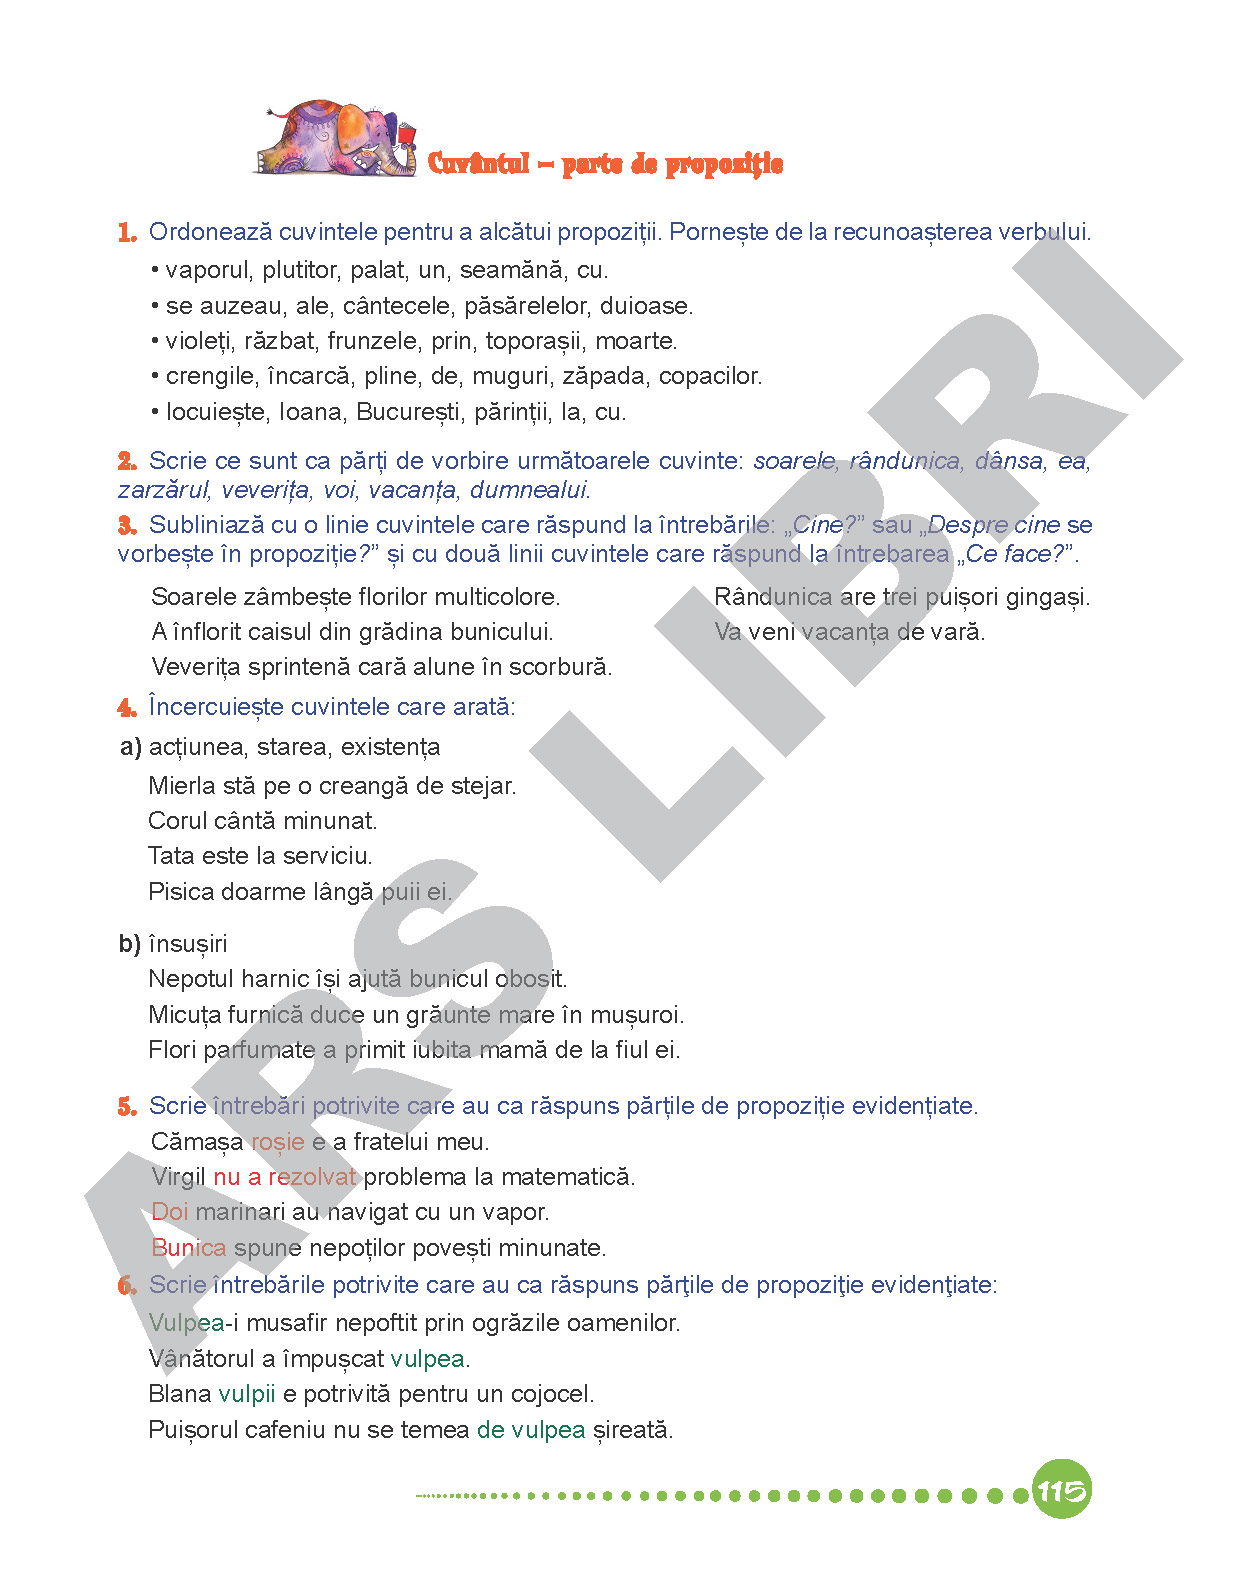 Cuvântul – parte de propoziție
1. Ordonează cuvintele pentru a alcătui propoziții. Pornește de la recunoașterea verbului.
• vaporul, plutitor, palat, un, seamănă, cu.
• se auzeau, ale, cântecele, păsărelelor, duioase.
• violeți, răzbat, frunzele, prin, toporașii, moarte.
• crengile, încarcă, pline, de, muguri, zăpada, copacilor.
• locuiește, Ioana, București, părinții, la, cu.
2. Scrie ce sunt ca părți de vorbire următoarele cuvinte: soarele, rândunica, dânsa, ea,
zarzărul, veverița, voi, vacanța, dumnealui.
3. Subliniază cu o linie cuvintele care răspund la întrebările: „Cine?” sau „Despre cine se
vorbește în propoziție?” și cu două linii cuvintele care răspund la întrebarea „Ce face?”.
Soarele zâmbește florilor multicolore.
A înflorit caisul din grădina bunicului.
Veverița sprintenă cară alune în scorbură.
Rândunica are trei puișori gingași.
Va veni vacanța de vară.
4. Încercuiește cuvintele care arată:
a) acțiunea, starea, existența
Mierla stă pe o creangă de stejar.
Corul cântă minunat.
Tata este la serviciu.
Pisica doarme lângă puii ei.
b) însușiri
Nepotul harnic își ajută bunicul obosit.
Micuța furnică duce un grăunte mare în mușuroi.
Flori parfumate a primit iubita mamă de la fiul ei.
5. Scrie întrebări potrivite care au ca răspuns părțile de propoziție evidențiate.
Cămașa roșie e a fratelui meu.
Virgil nu a rezolvat problema la matematică.
Doi marinari au navigat cu un vapor.
Bunica spune nepoților povești minunate.
6. Scrie întrebările potrivite care au ca răspuns părţile de propoziţie evidenţiate:
Vulpea-i musafir nepoftit prin ogrăzile oamenilor.
Vânătorul a împușcat vulpea.
Blana vulpii e potrivită pentru un cojocel.
Puișorul cafeniu nu se temea de vulpea șireată.
115
ARS LIBRI